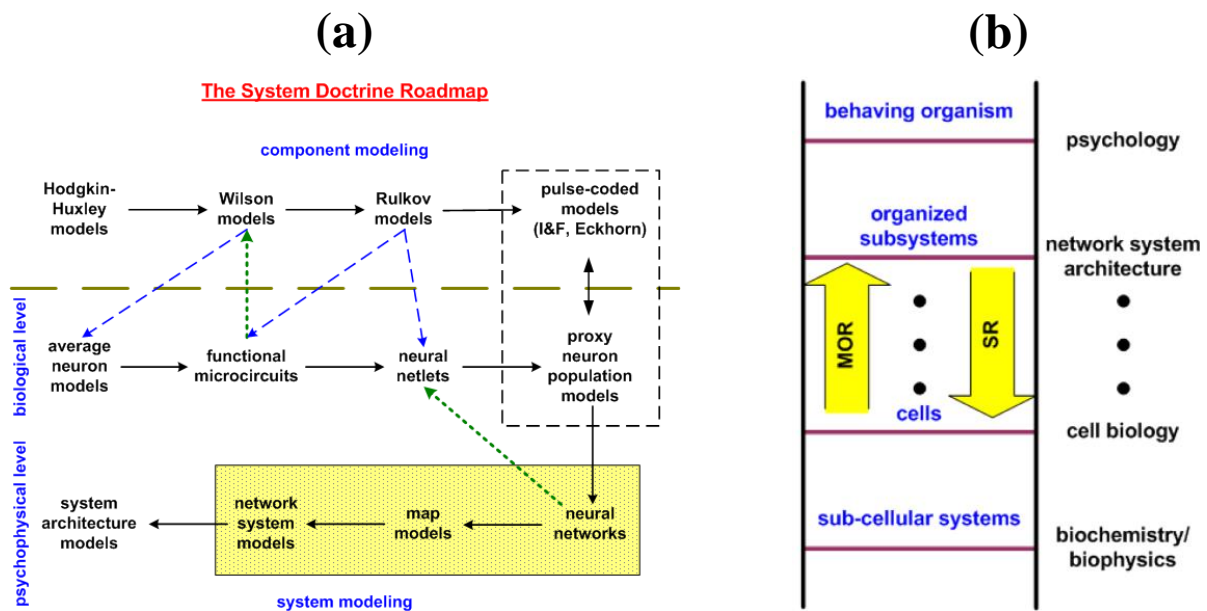 (a)
The System Doctrine Roadmap
component modeling
Hodgkin-
Huxley
models
Wilson
models
Rulkov
models
pulse-coded
models
(I&F, Eckhorn)
biological level
average
neuron
models
functional
microcircuits
neural
netlets
proxy
neuron
population
models
psychophysical level
system
architecture
models
network
system
models
map
models
neural
networks
system modeling
(b)
behaving organism
psychology
organized
subsystems
network system
architecture
MOR
SR
cells
cell biology
sub-cellular systems
biochemistry/
biophysics